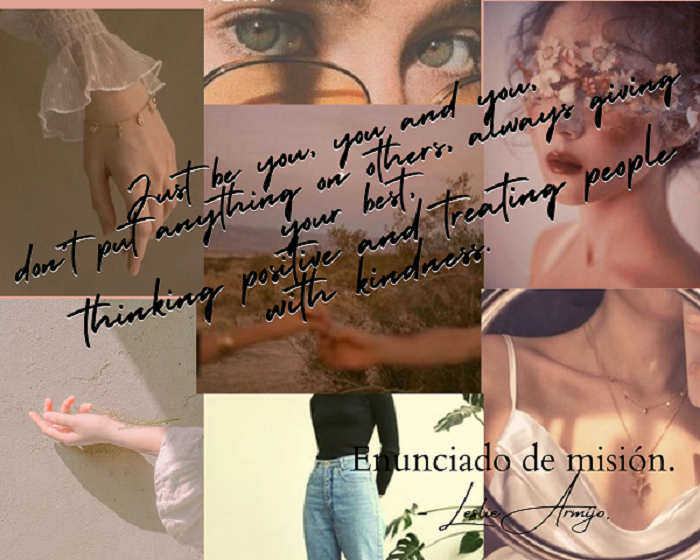 Just be you, you and you,
don't put anything on others, always giving
your best,
thinking positive and treating people
with kindness.
Enunciado de misión.
- Leslie Armijo.